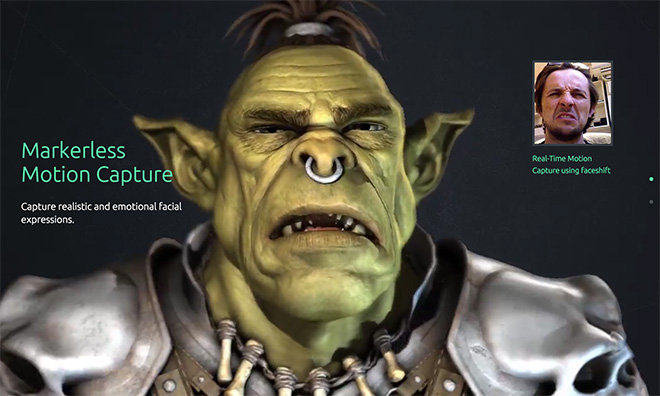 Markerless
Motion Capture
Capture realistic and emotional facial
expressions.
Real-Time Motion
Capture using faceshift